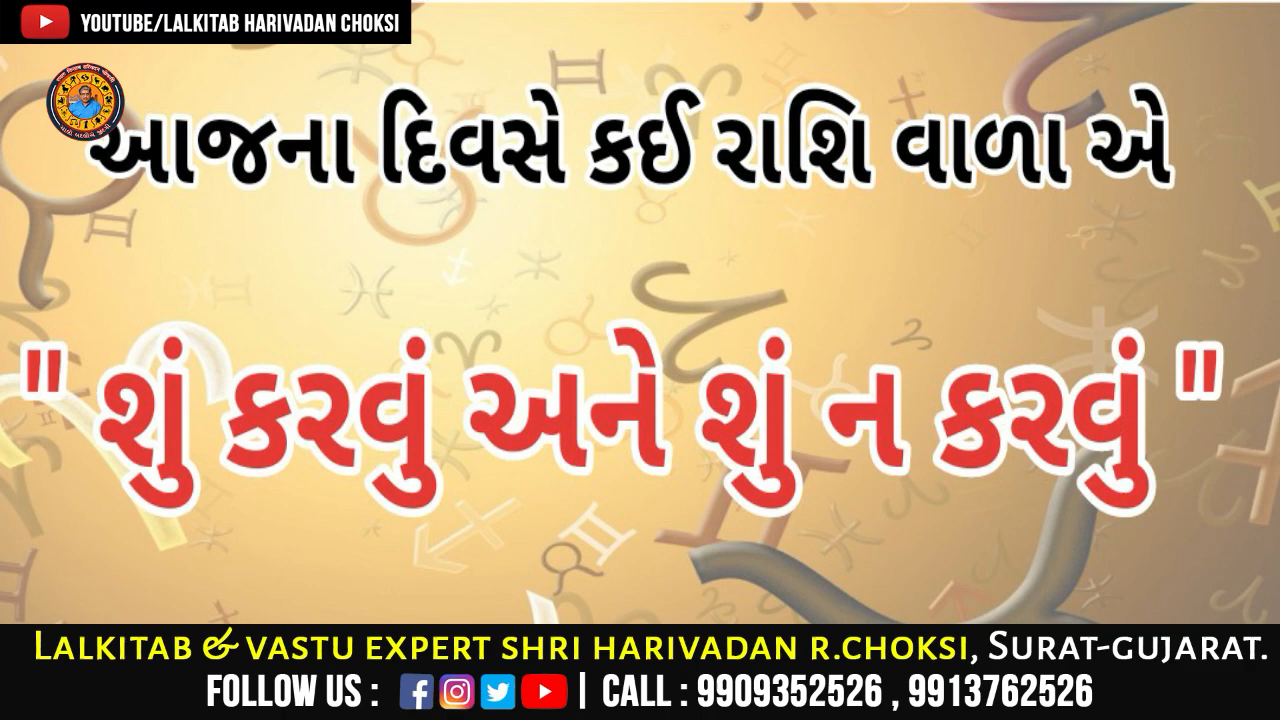 YOUTUBE/LALKITAB HARIVADAN CHOKSI
આજના દિવસે કઈ રાશિ વાળા એ
" શું કરવું અને શું ન કરવું "
LALKITAB & VASTU EXPERT SHRI HARIVADAN R.CHOKSI, SURAT-GUJARAT.
FOLLOW US : | CALL : 9909352526 , 9913762526